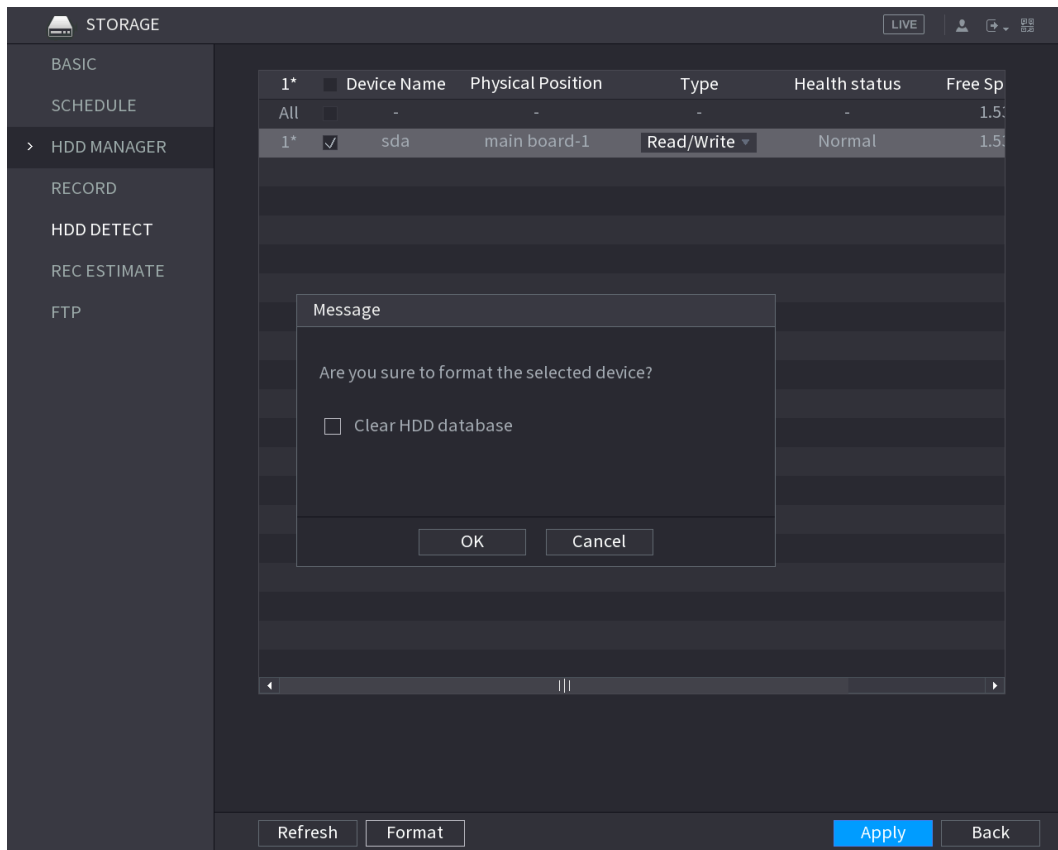 STORAGE LIVE
BASIC
SCHEDULE
HDD MANAGER
RECORD
HDD DETECT
REC ESTIMATE
FTP
1* Device Name Physical Position Type Health status Free Sp
All - - - - 1.5
1* sda main board-1 Read/Write Normal 1.5
Message
Are you sure to format the selected device?
Clear HDD database
OK Cancel
Refresh Format Apply Back